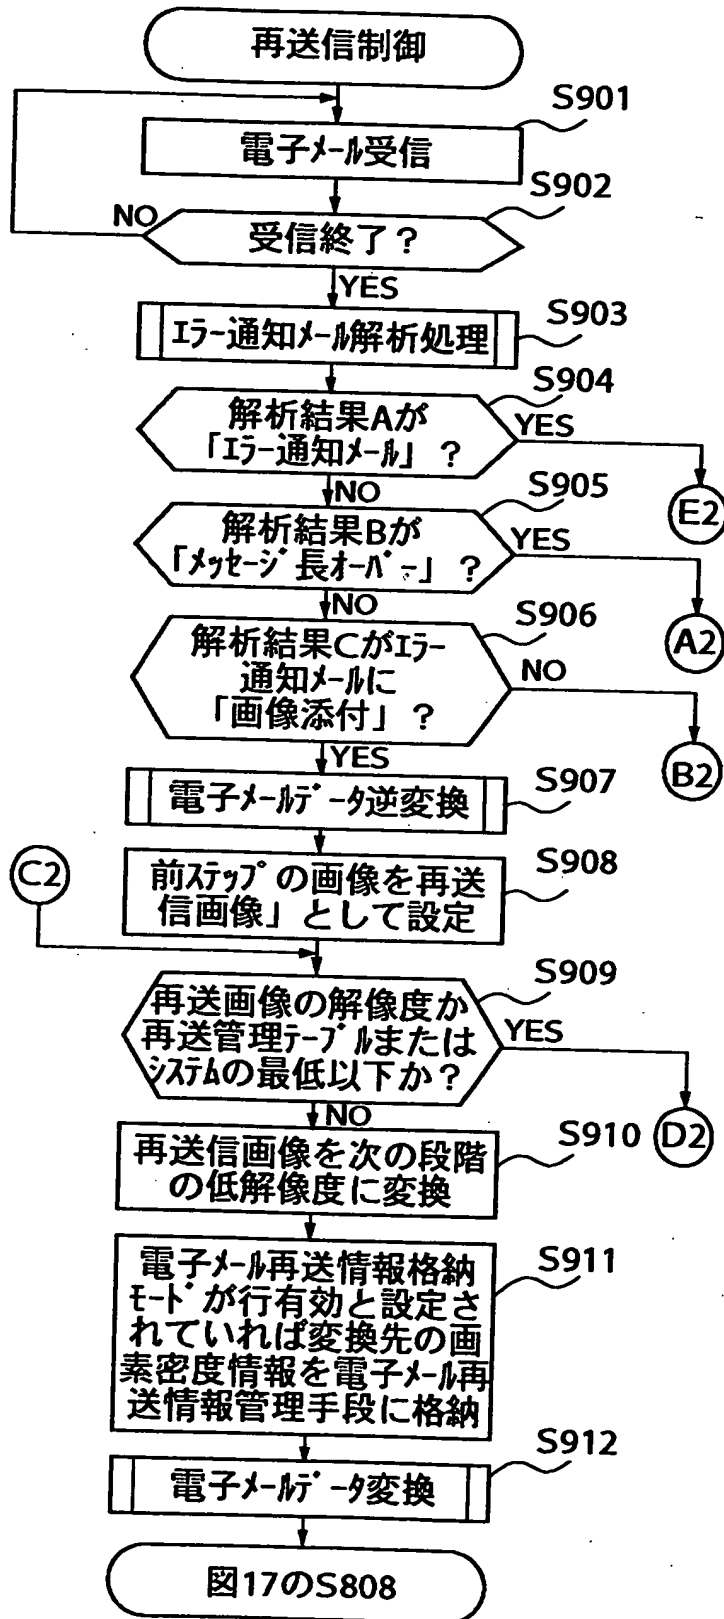 再送信制御
S901
電子メール受信
S902
NO
受信終了？
YES
S903
エラー通知メール解析処理
S904
解析結果Aが
「エラー通知メール」？
YES
E2
NO
S905
解析結果Bが
「メッセージ長オーバー」？
YES
A2
NO
S906
解析結果Cがエラー
通知メールに
「画像添付」？
NO
B2
YES
S907
電子メールデータ逆変換
C2
S908
前ステップの画像を再送
信画像」として設定
S909
再送画像の解像度か
再送管理テーブルまたは
システムの最低以下か？
YES
D2
NO
S910
再送信画像を次の段階
の低解像度に変換
S911
電子メール再送情報格納
モードが行有効と設定さ
れていれば変換先の画
素密度情報を電子メール再
送情報管理手段に格納
S912
電子メールデータ変換
図17のS808